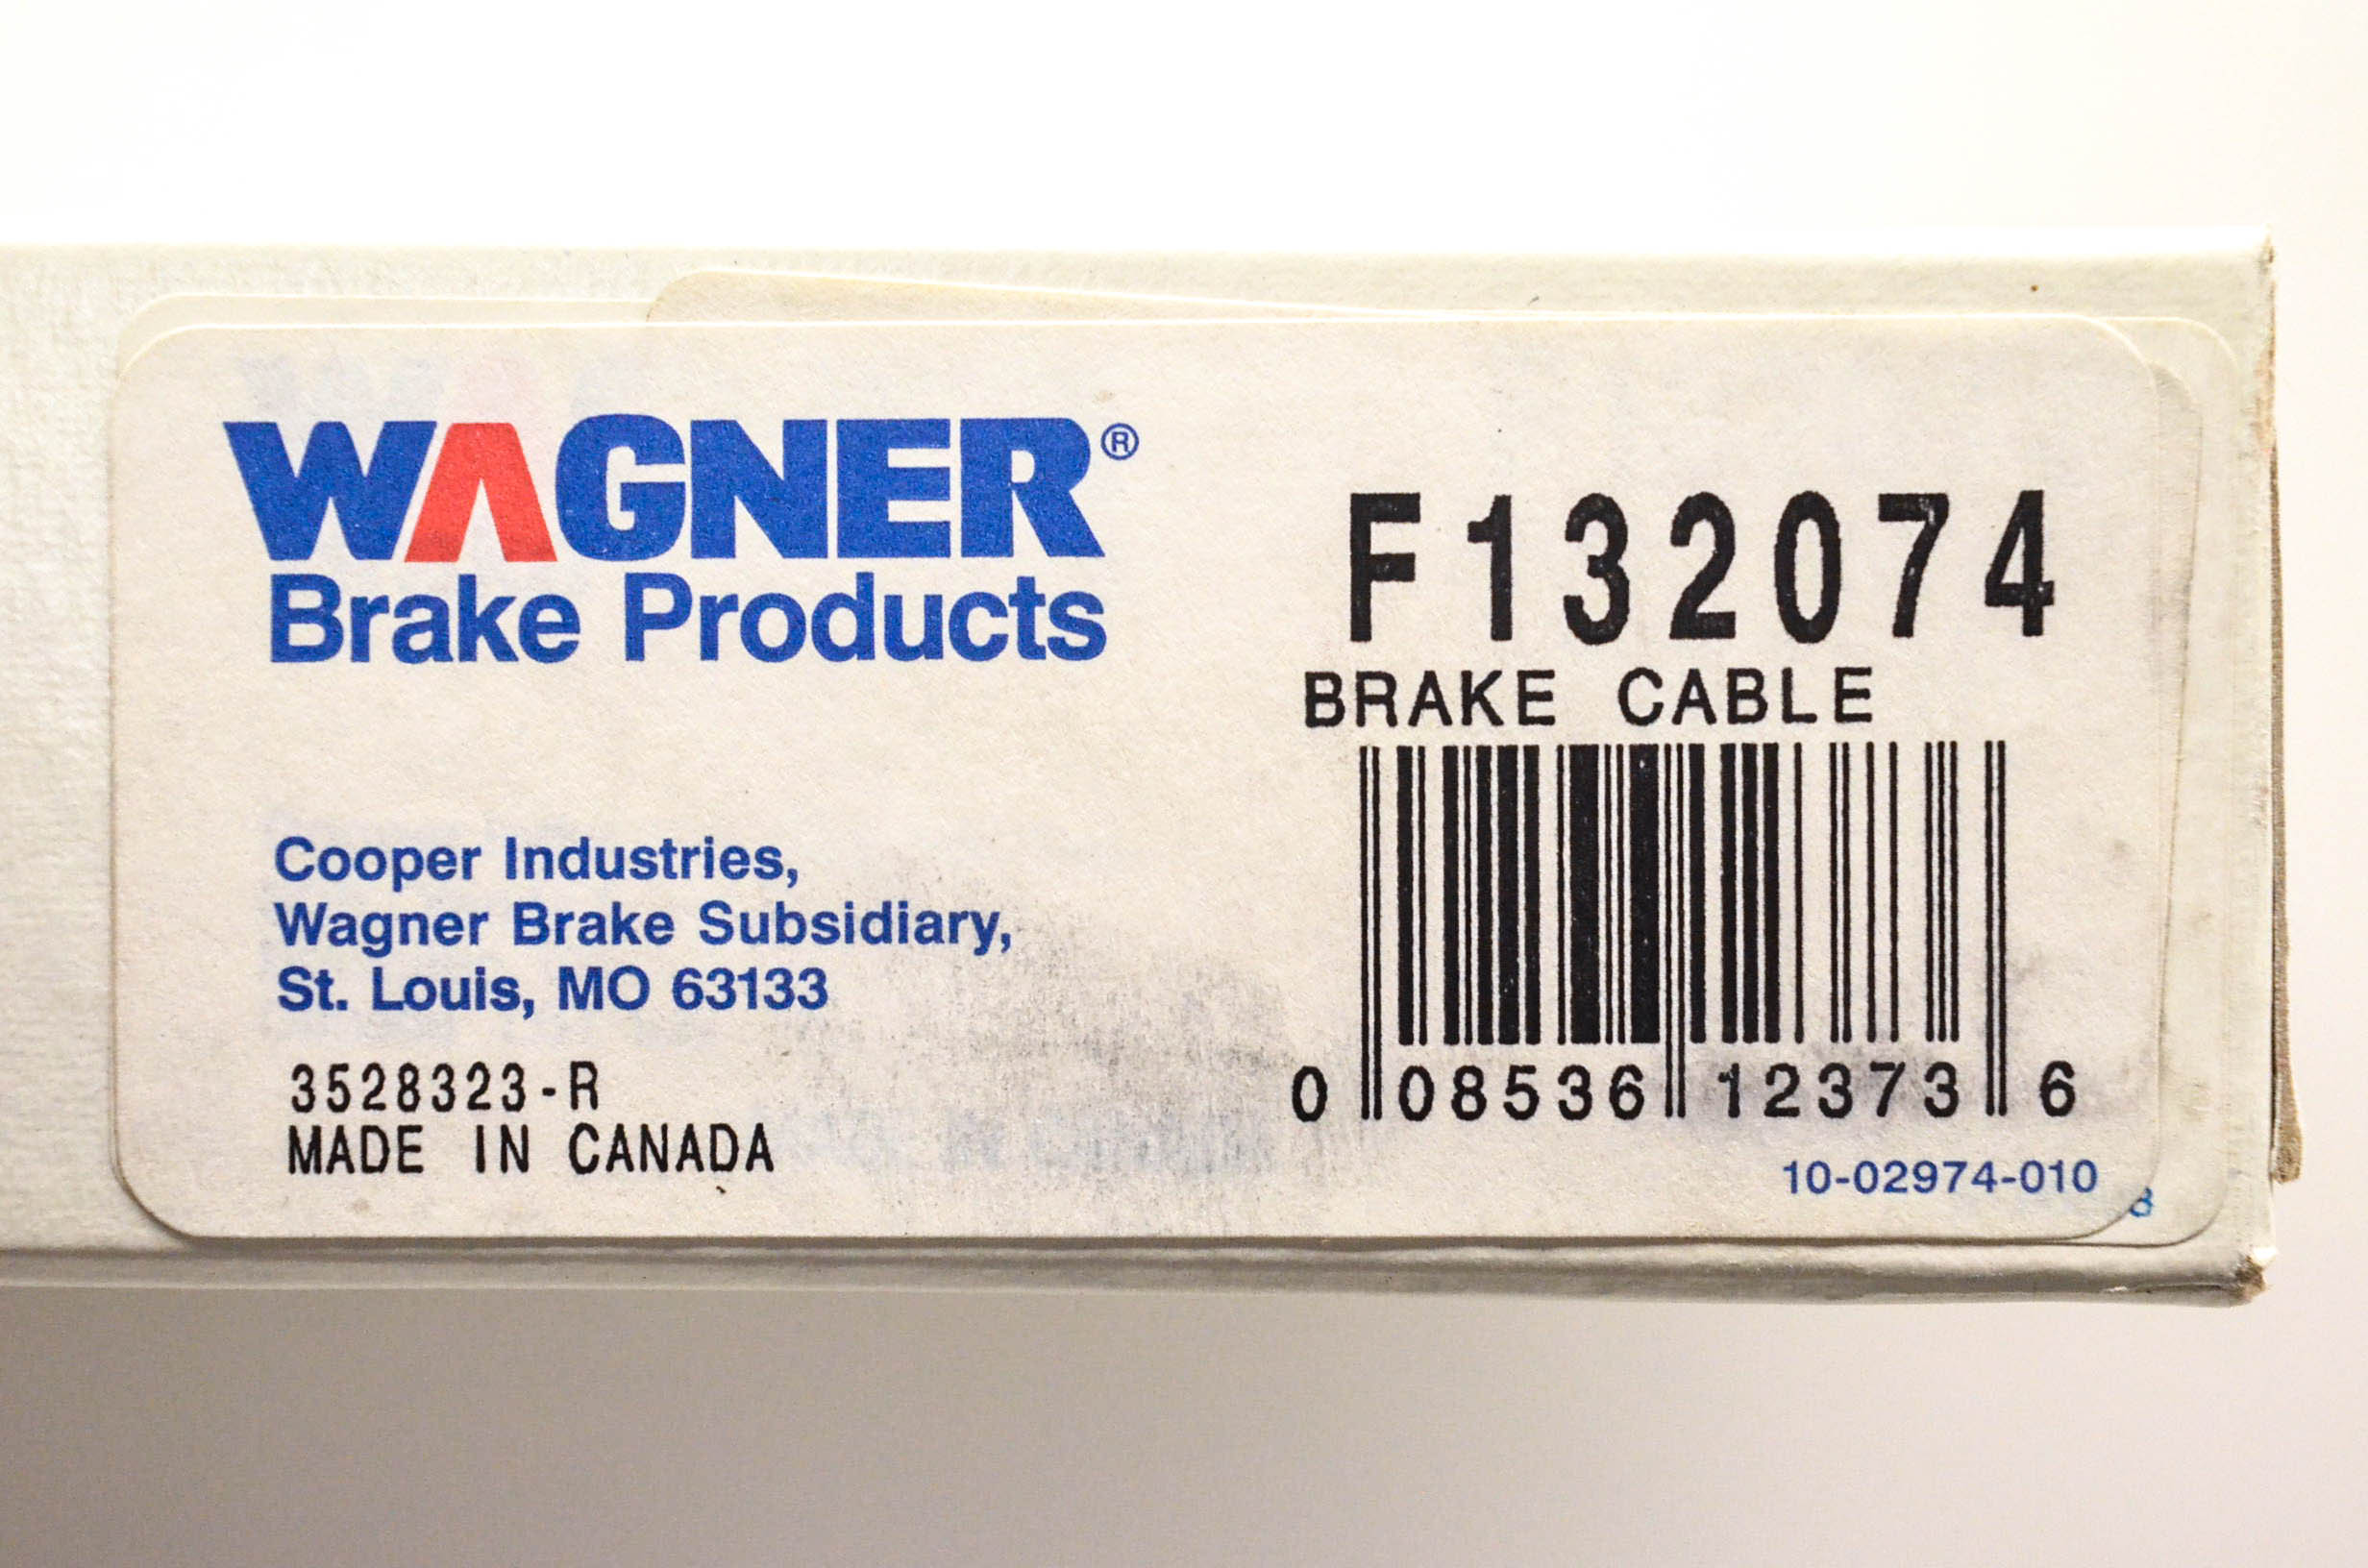 WAGNER®
Brake Products
Cooper Industries,
Wagner Brake Subsidiary,
St. Louis, MO 63133
3528323-R
MADE IN CANADA
F132074
BRAKE CABLE
0 08536 12373 6
10-02974-010